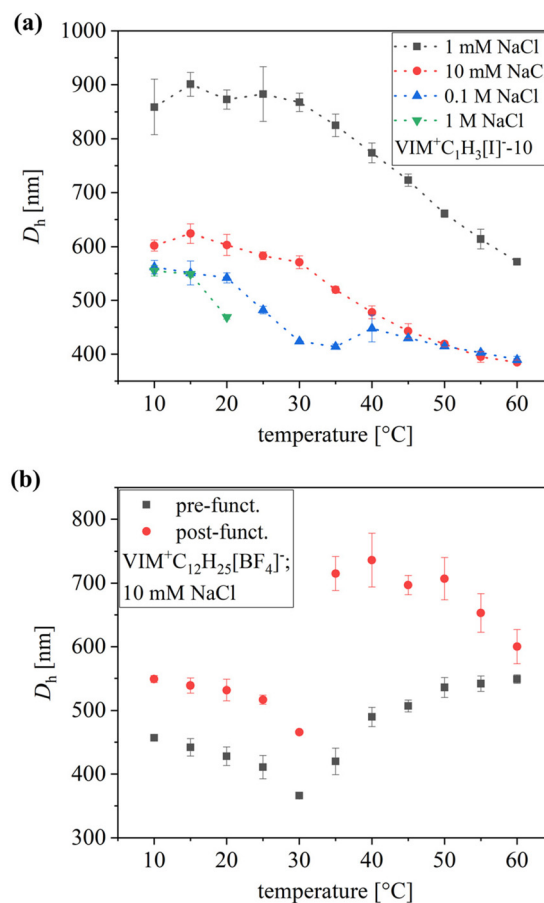 (a)
1000
900
800
700
600
500
400
D_h [nm]
1 mM NaCl
10 mM NaC
0.1 M NaCl
1 M NaCl
VIM⁺C₁H₃[I]⁻-10
10 20 30 40 50 60
temperature [°C]
(b)
800
700
600
500
400
300
D_h [nm]
pre-funct.
post-funct.
VIM⁺C₁₂H₂₅[BF₄]⁻;
10 mM NaCl
10 20 30 40 50 60
temperature [°C]